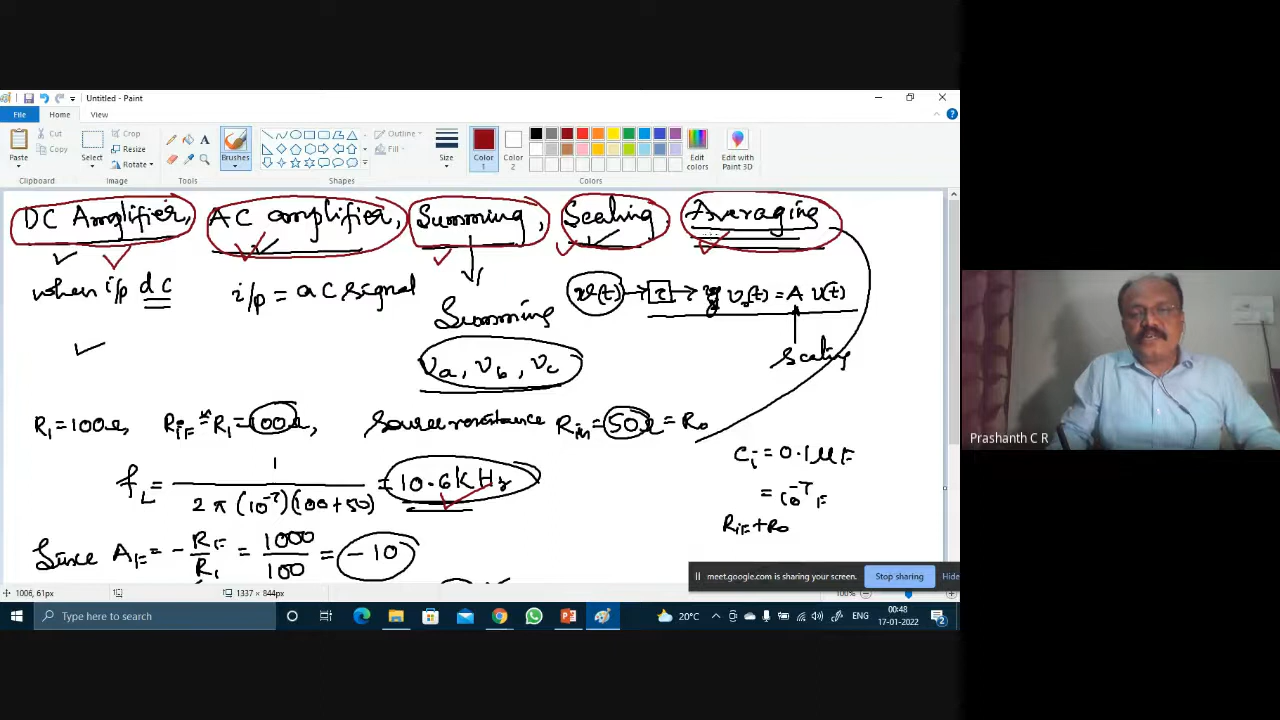 Untitled - Paint
File Home View
Paste Cut Copy Select Crop Resize Rotate Brushes Outline Fill Size Color 1 Color 2 Edit colors Edit with Paint 3D
Clipboard Image Tools Shapes Colors
DC Amplifier, AC amplifier, Summing, Scaling Averaging
when i/p dc i/p = a C signal
v(t) → → v₀(t) = A v(t)
Summing
scaling
Va, Vb, Vc
R1 = 100Ω, RiF ≅ R1 = 100Ω, Source resistance Rin = 50Ω = Ro
Ci = 0.1 μF
= 10⁻⁷ F
fL = 1 / 2π(10⁻⁷)(100+50) = 10.6 KHz
RiF + Ro
Since AF = - RF / R1 = 1000 / 100 = -10
meet.google.com is sharing your screen. Stop sharing Hide
1006, 61px 1337 × 844px 100%
Type here to search
20°C ENG 00:48 17-01-2022 2
Prashanth C R